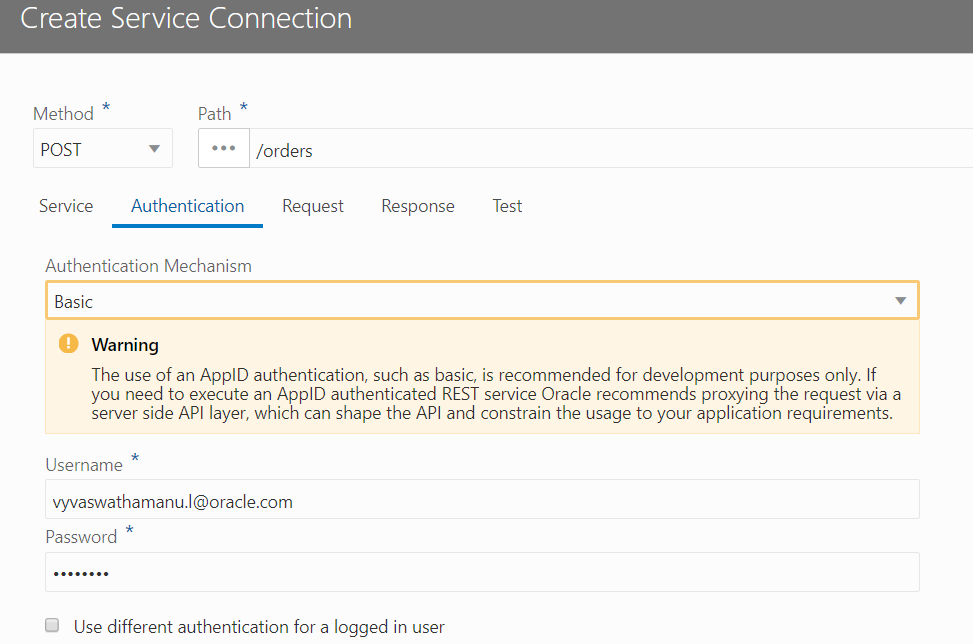 Create Service Connection
Method *
Path *
POST
••• /orders
Service Authentication Request Response Test
Authentication Mechanism
Basic
Warning
The use of an AppID authentication, such as basic, is recommended for development purposes only. If
you need to execute an AppID authenticated REST service Oracle recommends proxying the request via a
server side API layer, which can shape the API and constrain the usage to your application requirements.
Username *
vyvaswathamanu.l@oracle.com
Password *
••••••••
Use different authentication for a logged in user